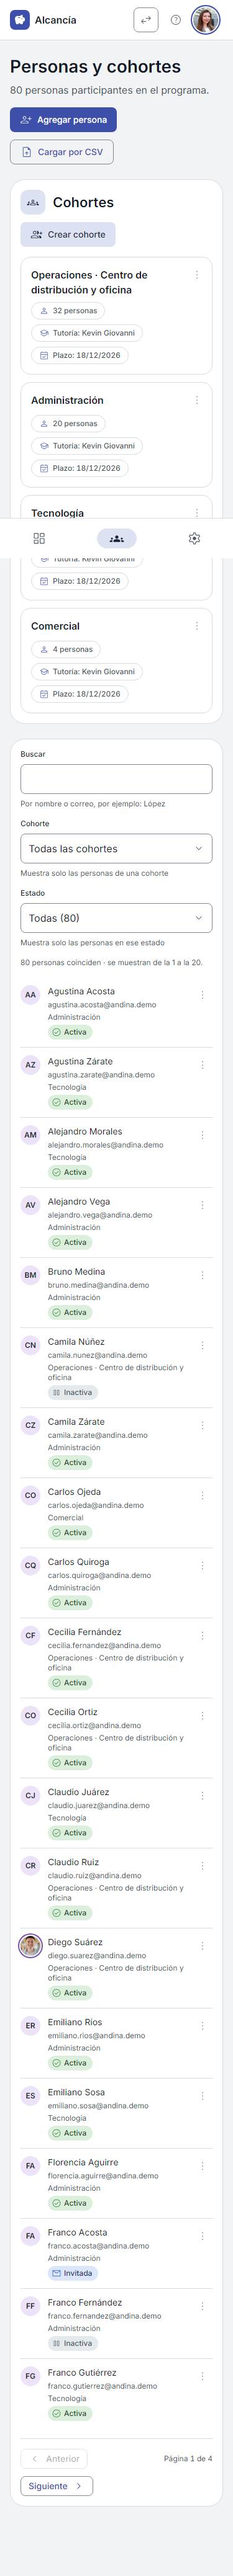 Alcancía
Personas y cohortes
80 personas participantes en el programa.
Agregar persona
Cargar por CSV
Cohortes
Crear cohorte
Operaciones · Centro de
distribución y oficina
32 personas
Tutoría: Kevin Giovanni
Plazo: 18/12/2026
Administración
20 personas
Tutoría: Kevin Giovanni
Plazo: 18/12/2026
Tecnología
Tutoría: Kevin Giovanni
Plazo: 18/12/2026
Comercial
4 personas
Tutoría: Kevin Giovanni
Plazo: 18/12/2026
Buscar
Por nombre o correo, por ejemplo: López
Cohorte
Todas las cohortes
Muestra solo las personas de una cohorte
Estado
Todas (80)
Muestra solo las personas en ese estado
80 personas coinciden · se muestran de la 1 a la 20.
AA
Agustina Acosta
agustina.acosta@andina.demo
Administración
Activa
AZ
Agustina Zárate
agustina.zarate@andina.demo
Tecnología
Activa
AM
Alejandro Morales
alejandro.morales@andina.demo
Tecnología
Activa
AV
Alejandro Vega
alejandro.vega@andina.demo
Administración
Activa
BM
Bruno Medina
bruno.medina@andina.demo
Administración
Activa
CN
Camila Núñez
camila.nunez@andina.demo
Operaciones · Centro de distribución y
oficina
Inactiva
CZ
Camila Zárate
camila.zarate@andina.demo
Administración
Activa
CO
Carlos Ojeda
carlos.ojeda@andina.demo
Comercial
Activa
CQ
Carlos Quiroga
carlos.quiroga@andina.demo
Administración
Activa
CF
Cecilia Fernández
cecilia.fernandez@andina.demo
Operaciones · Centro de distribución y
oficina
Activa
CO
Cecilia Ortiz
cecilia.ortiz@andina.demo
Operaciones · Centro de distribución y
oficina
Activa
CJ
Claudio Juárez
claudio.juarez@andina.demo
Tecnología
Activa
CR
Claudio Ruiz
claudio.ruiz@andina.demo
Operaciones · Centro de distribución y
oficina
Activa
Diego Suárez
diego.suarez@andina.demo
Operaciones · Centro de distribución y
oficina
Activa
ER
Emiliano Ríos
emiliano.rios@andina.demo
Administración
Activa
ES
Emiliano Sosa
emiliano.sosa@andina.demo
Tecnología
Activa
FA
Florencia Aguirre
florencia.aguirre@andina.demo
Administración
Activa
FA
Franco Acosta
franco.acosta@andina.demo
Administración
Invitada
FF
Franco Fernández
franco.fernandez@andina.demo
Administración
Inactiva
FG
Franco Gutiérrez
franco.gutierrez@andina.demo
Tecnología
Activa
Anterior
Página 1 de 4
Siguiente